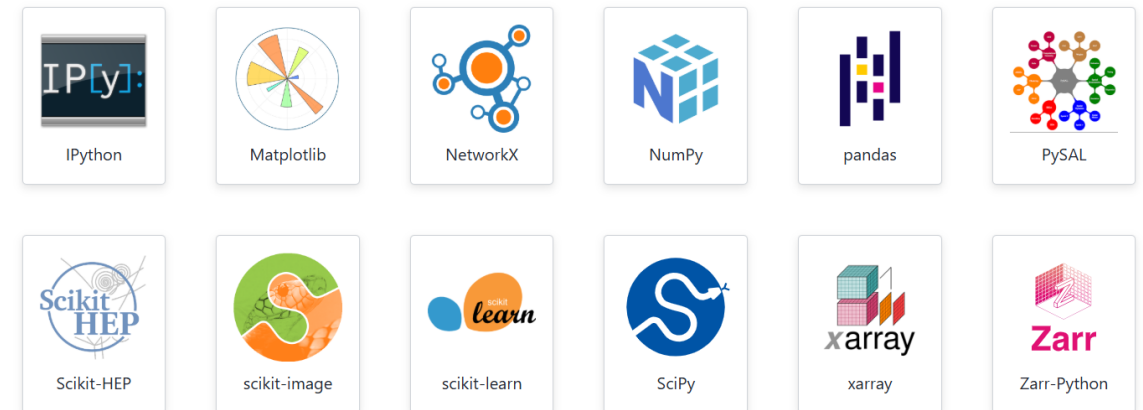 IP[y]:
IPython
Matplotlib
NetworkX
N
NumPy
pandas
PySAL
Scikit
HEP
Scikit-HEP
scikit-image
scikit
learn
scikit-learn
SciPy
xarray
xarray
Z
Zarr
Zarr-Python